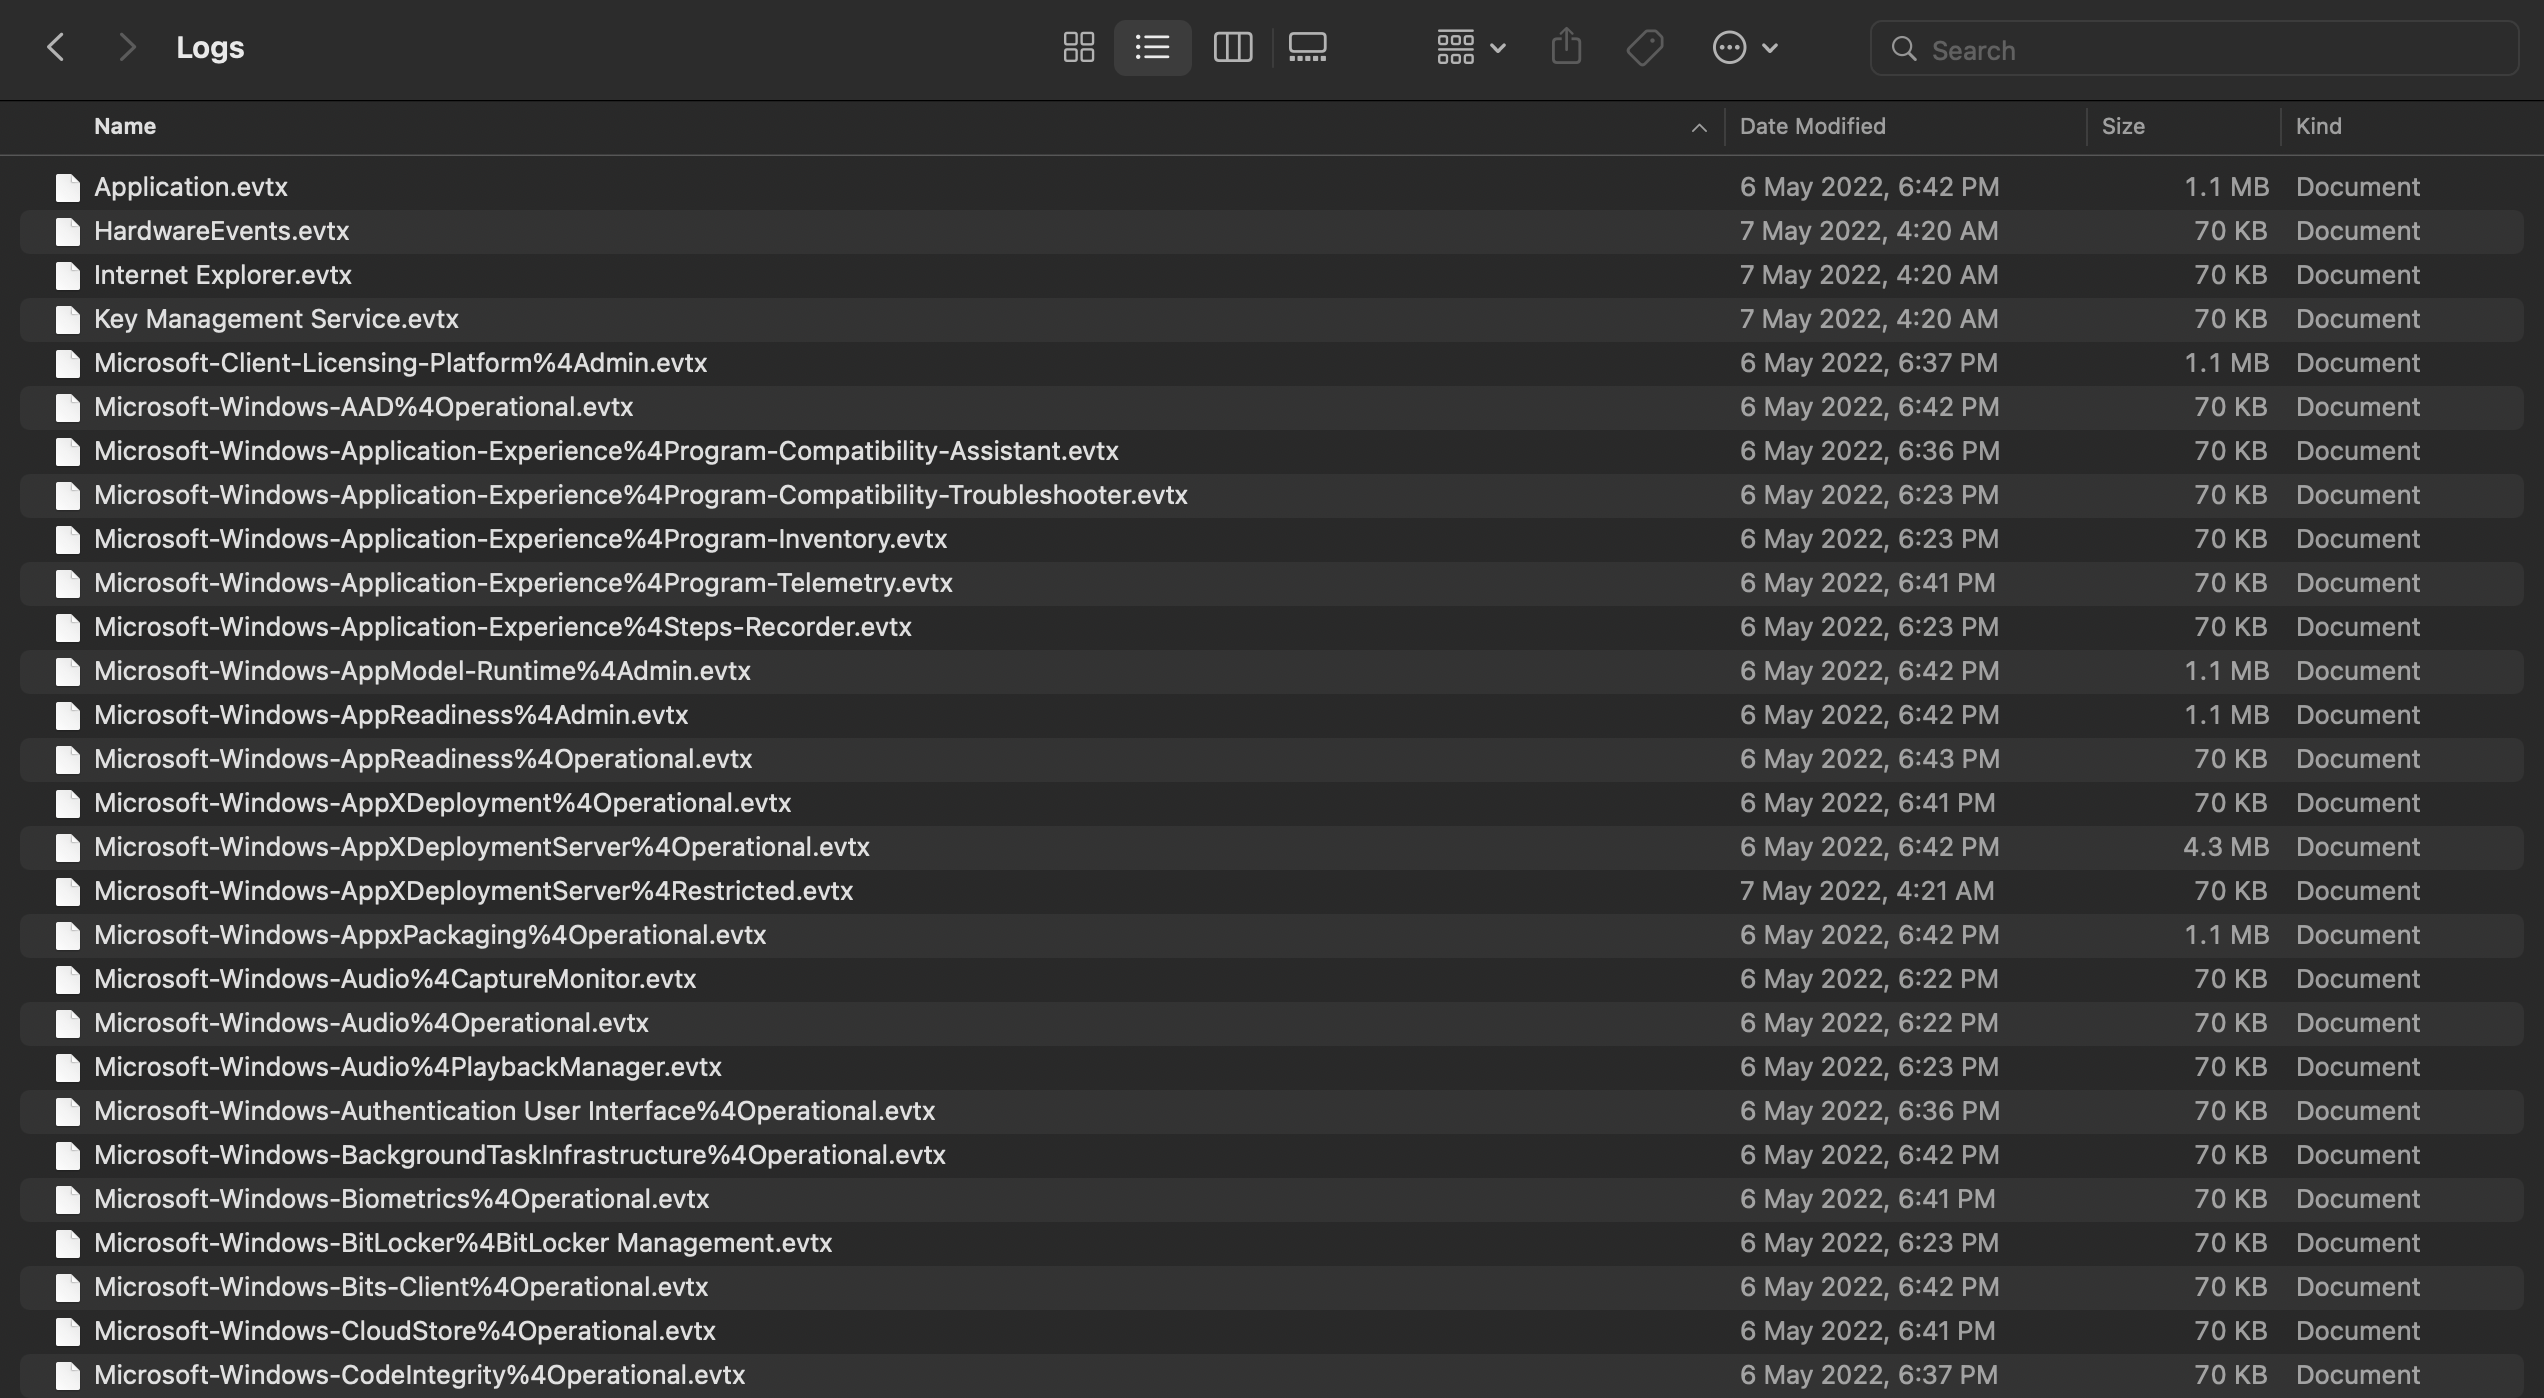 Logs
Search
Name Date Modified Size Kind
Application.evtx 6 May 2022, 6:42 PM 1.1 MB Document
HardwareEvents.evtx 7 May 2022, 4:20 AM 70 KB Document
Internet Explorer.evtx 7 May 2022, 4:20 AM 70 KB Document
Key Management Service.evtx 7 May 2022, 4:20 AM 70 KB Document
Microsoft-Client-Licensing-Platform%4Admin.evtx 6 May 2022, 6:37 PM 1.1 MB Document
Microsoft-Windows-AAD%4Operational.evtx 6 May 2022, 6:42 PM 70 KB Document
Microsoft-Windows-Application-Experience%4Program-Compatibility-Assistant.evtx 6 May 2022, 6:36 PM 70 KB Document
Microsoft-Windows-Application-Experience%4Program-Compatibility-Troubleshooter.evtx 6 May 2022, 6:23 PM 70 KB Document
Microsoft-Windows-Application-Experience%4Program-Inventory.evtx 6 May 2022, 6:23 PM 70 KB Document
Microsoft-Windows-Application-Experience%4Program-Telemetry.evtx 6 May 2022, 6:41 PM 70 KB Document
Microsoft-Windows-Application-Experience%4Steps-Recorder.evtx 6 May 2022, 6:23 PM 70 KB Document
Microsoft-Windows-AppModel-Runtime%4Admin.evtx 6 May 2022, 6:42 PM 1.1 MB Document
Microsoft-Windows-AppReadiness%4Admin.evtx 6 May 2022, 6:42 PM 1.1 MB Document
Microsoft-Windows-AppReadiness%4Operational.evtx 6 May 2022, 6:43 PM 70 KB Document
Microsoft-Windows-AppXDeployment%4Operational.evtx 6 May 2022, 6:41 PM 70 KB Document
Microsoft-Windows-AppXDeploymentServer%4Operational.evtx 6 May 2022, 6:42 PM 4.3 MB Document
Microsoft-Windows-AppXDeploymentServer%4Restricted.evtx 7 May 2022, 4:21 AM 70 KB Document
Microsoft-Windows-AppxPackaging%4Operational.evtx 6 May 2022, 6:42 PM 1.1 MB Document
Microsoft-Windows-Audio%4CaptureMonitor.evtx 6 May 2022, 6:22 PM 70 KB Document
Microsoft-Windows-Audio%4Operational.evtx 6 May 2022, 6:22 PM 70 KB Document
Microsoft-Windows-Audio%4PlaybackManager.evtx 6 May 2022, 6:23 PM 70 KB Document
Microsoft-Windows-Authentication User Interface%4Operational.evtx 6 May 2022, 6:36 PM 70 KB Document
Microsoft-Windows-BackgroundTaskInfrastructure%4Operational.evtx 6 May 2022, 6:42 PM 70 KB Document
Microsoft-Windows-Biometrics%4Operational.evtx 6 May 2022, 6:41 PM 70 KB Document
Microsoft-Windows-BitLocker%4BitLocker Management.evtx 6 May 2022, 6:23 PM 70 KB Document
Microsoft-Windows-Bits-Client%4Operational.evtx 6 May 2022, 6:42 PM 70 KB Document
Microsoft-Windows-CloudStore%4Operational.evtx 6 May 2022, 6:41 PM 70 KB Document
Microsoft-Windows-CodeIntegrity%4Operational.evtx 6 May 2022, 6:37 PM 70 KB Document